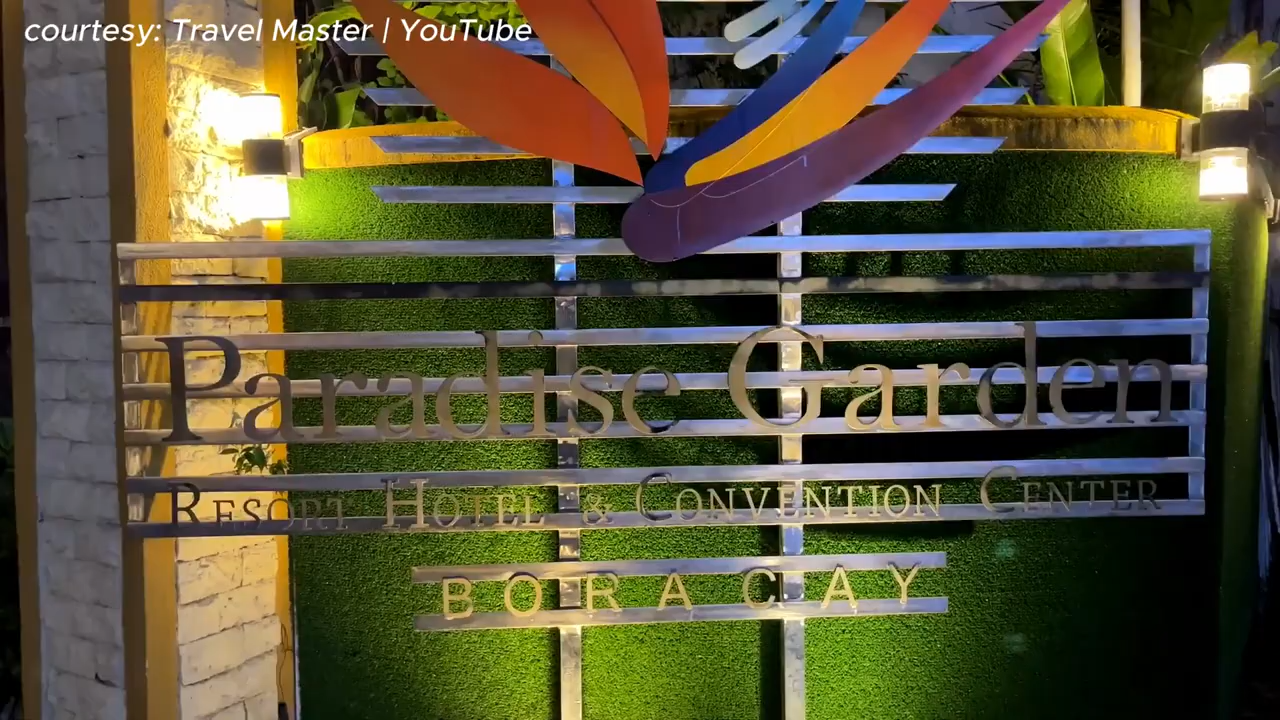 courtesy: Travel Master | YouTube
Paradise Garden
RESORT HOTEL & CONVENTION CENTER
BORACAY